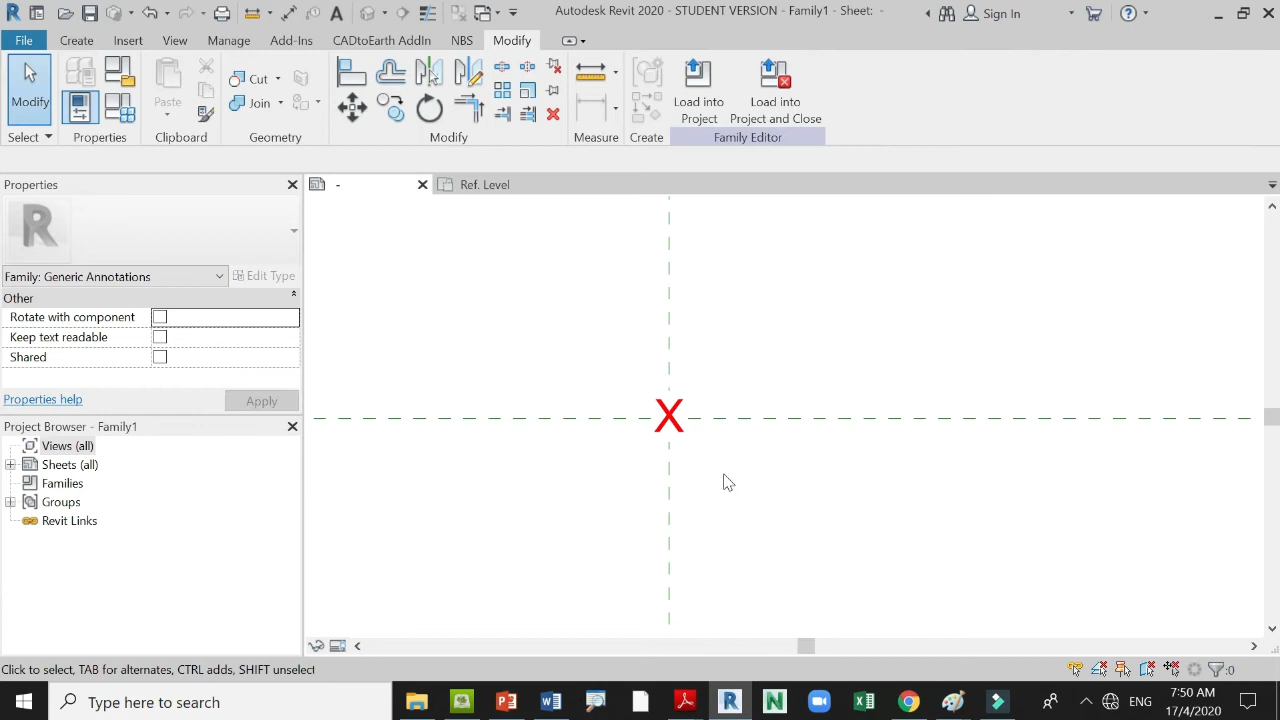 Autodesk Revit 2020 - STUDENT VERSION - Family1 - Sheet: -
Sign In
File Create Insert View Manage Add-Ins CADtoEarth AddIn NBS Modify
Modify
Paste
Cut
Join
Load into
Project
Load into
Project and Close
Select Properties Clipboard Geometry Modify Measure Create Family Editor
Properties
- Ref. Level
R
Family: Generic Annotations
Edit Type
Other
Rotate with component
Keep text readable
Shared
Properties help
Apply
X
Project Browser - Family1
Views (all)
Sheets (all)
Families
Groups
Revit Links
Click to select, TAB for alternates, CTRL adds, SHIFT unselect
:0
Type here to search
ENG
7:50 AM
17/4/2020